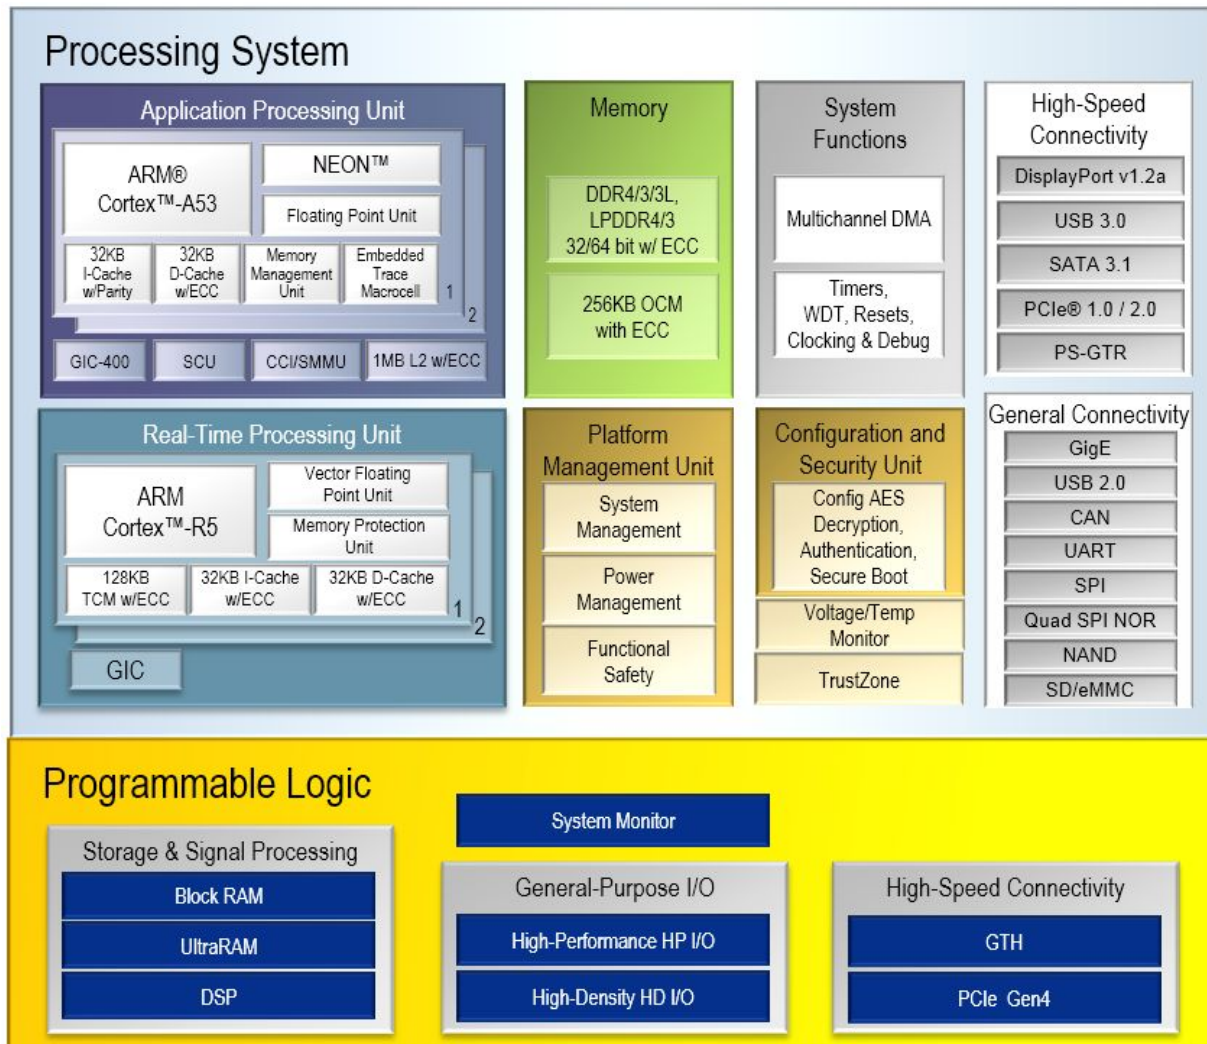 Processing System
Application Processing Unit
ARM®
Cortex™-A53
NEON™
Floating Point Unit
32KB
I-Cache
w/Parity
32KB
D-Cache
w/ECC
Memory
Management
Unit
Embedded
Trace
Macrocell
1
2
GIC-400
SCU
CCI/SMMU
1MB L2 w/ECC
Memory
DDR4/3/3L,
LPDDR4/3
32/64 bit w/ ECC
256KB OCM
with ECC
System
Functions
Multichannel DMA
Timers,
WDT, Resets,
Clocking & Debug
High-Speed
Connectivity
DisplayPort v1.2a
USB 3.0
SATA 3.1
PCIe® 1.0 / 2.0
PS-GTR
Real-Time Processing Unit
ARM
Cortex™-R5
Vector Floating
Point Unit
Memory Protection
Unit
128KB
TCM w/ECC
32KB I-Cache
w/ECC
32KB D-Cache
w/ECC
1
2
GIC
Platform
Management Unit
System
Management
Power
Management
Functional
Safety
Configuration and
Security Unit
Config AES
Decryption,
Authentication,
Secure Boot
Voltage/Temp
Monitor
TrustZone
General Connectivity
GigE
USB 2.0
CAN
UART
SPI
Quad SPI NOR
NAND
SD/eMMC
Programmable Logic
Storage & Signal Processing
Block RAM
UltraRAM
DSP
System Monitor
General-Purpose I/O
High-Performance HP I/O
High-Density HD I/O
High-Speed Connectivity
GTH
PCIe Gen4